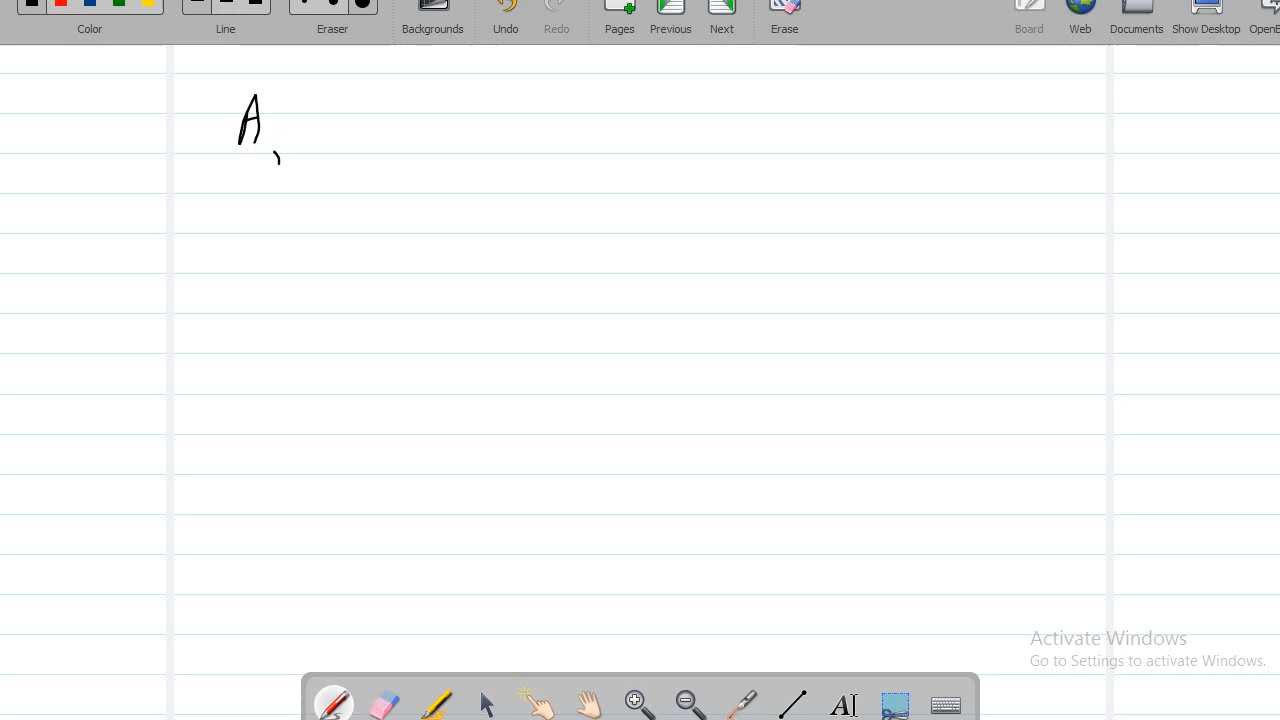 Color Line Eraser Backgrounds Undo Redo Pages Previous Next Erase Board Web Documents Show Desktop OpenB
A,
Activate Windows
Go to Settings to activate Windows.
A